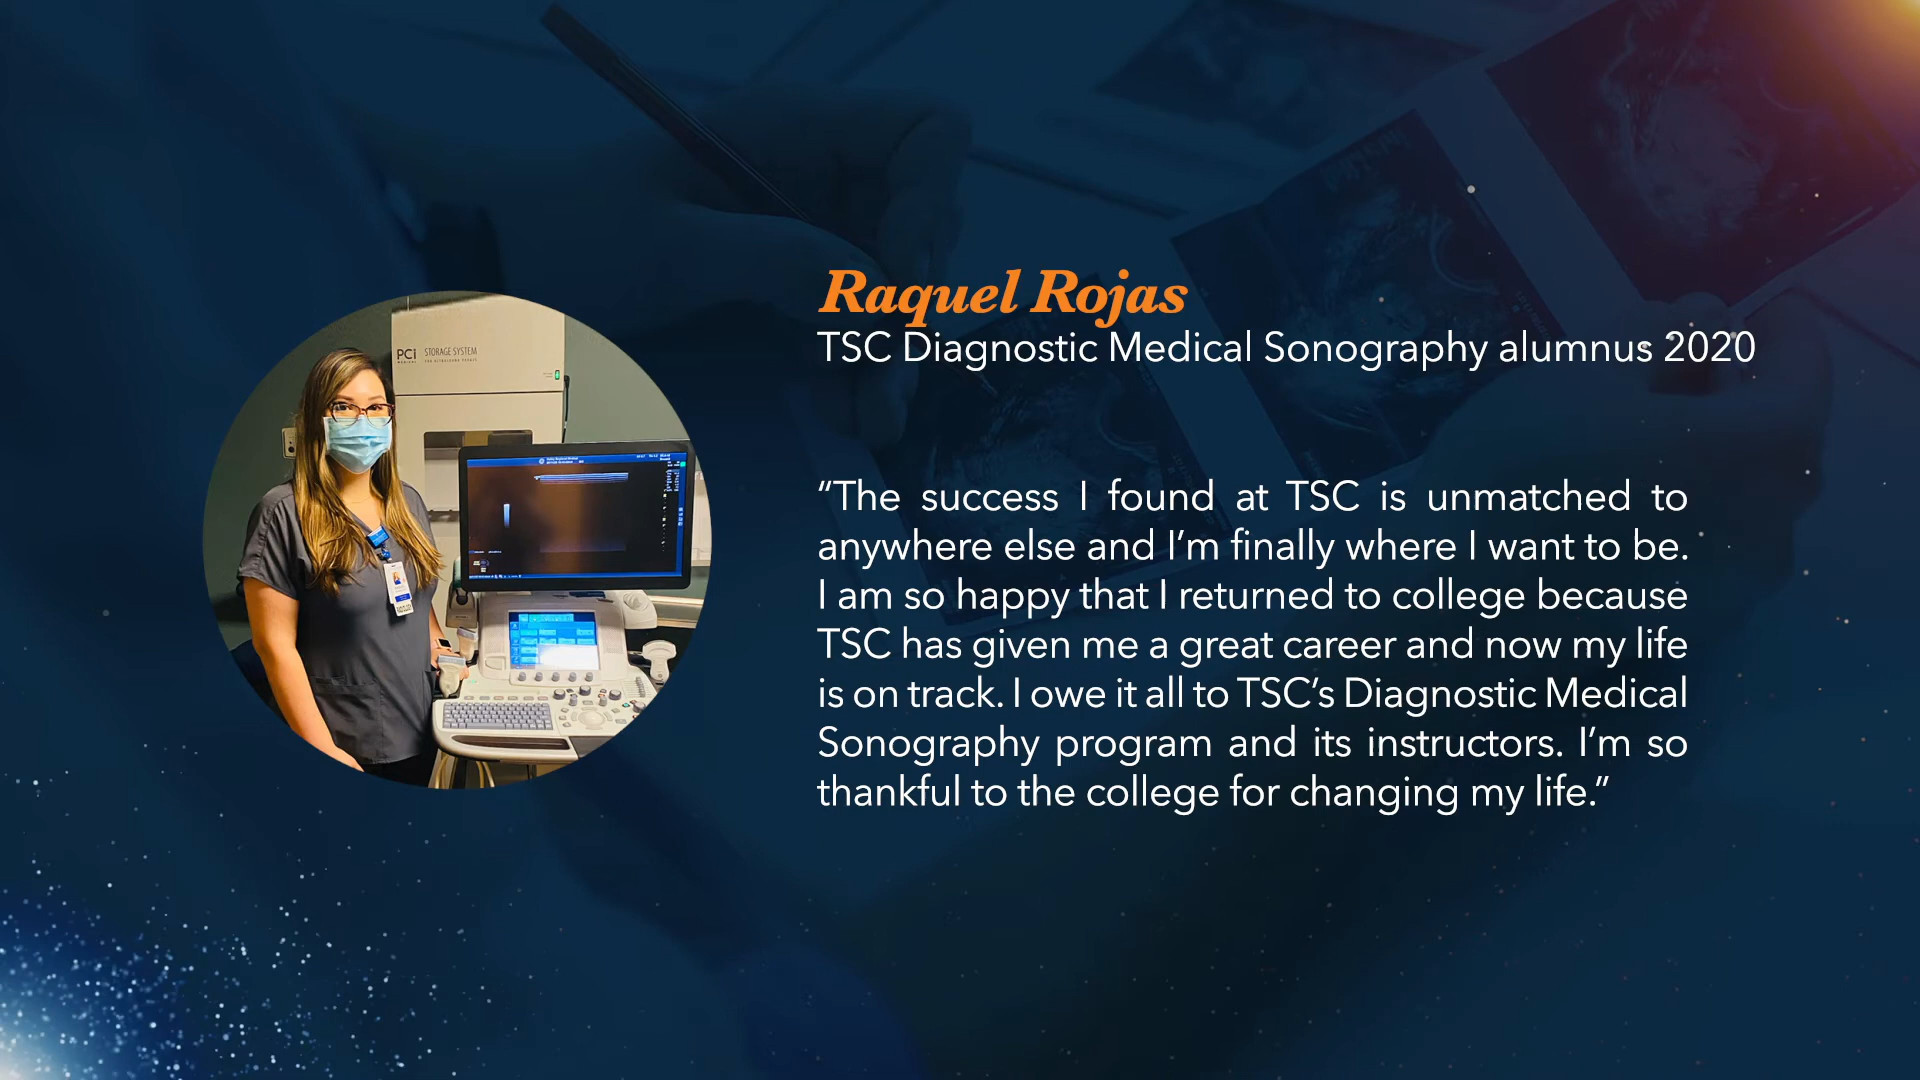 Raquel Rojas
TSC Diagnostic Medical Sonography alumnus 2020
“The success I found at TSC is unmatched to
anywhere else and I’m finally where I want to be.
I am so happy that I returned to college because
TSC has given me a great career and now my life
is on track. I owe it all to TSC’s Diagnostic Medical
Sonography program and its instructors. I’m so
thankful to the college for changing my life.”
PCi STORAGE SYSTEM